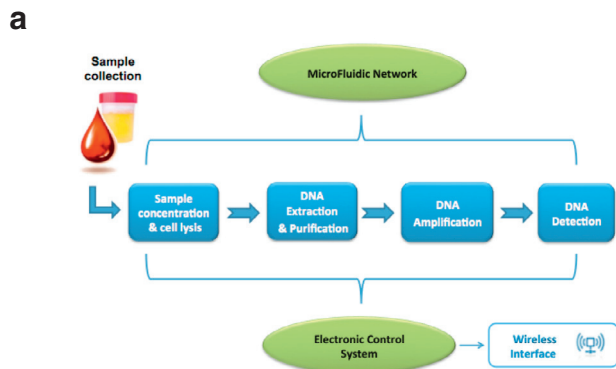 a
Sample
collection
MicroFluidic Network
Sample
concentration
& cell lysis
DNA
Extraction
& Purification
DNA
Amplification
DNA
Detection
Electronic Control
System
Wireless
Interface